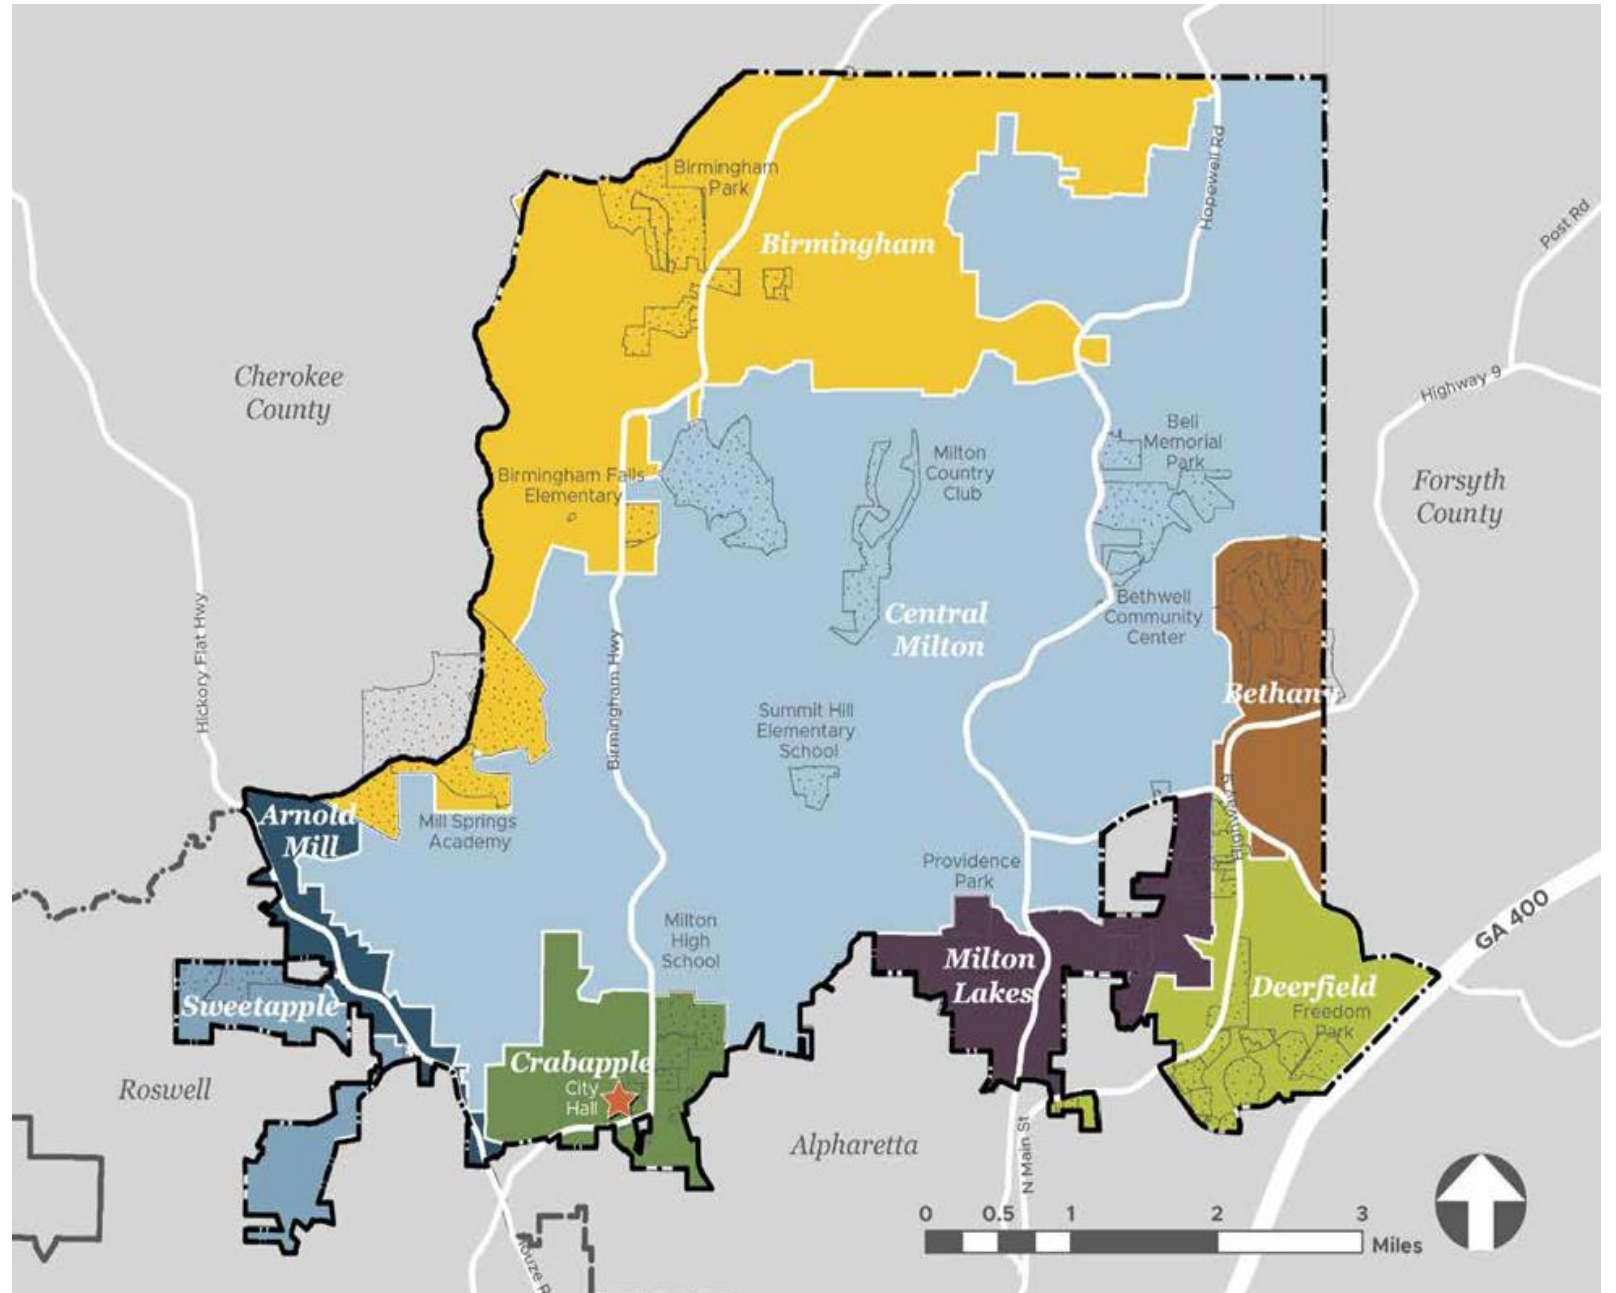 Birmingham
Park
Birmingham
Hopewell Rd
Post Rd
Cherokee
County
Highway 9
Bell
Memorial
Park
Milton
Country
Club
Forsyth
County
Birmingham Falls
Elementary
Hickory Flat Hwy
Birmingham Hwy
Central
Milton
Bethwell
Community
Center
Bethany
Summit Hill
Elementary
School
Arnold
Mill
Mill Springs
Academy
Highway 9
Providence
Park
Milton
High
School
GA 400
Milton
Lakes
Deerfield
Freedom
Park
Sweetapple
Crabapple
City
Hall
Roswell
Alpharetta
N Main St
0 0.5 1 2 3
Miles